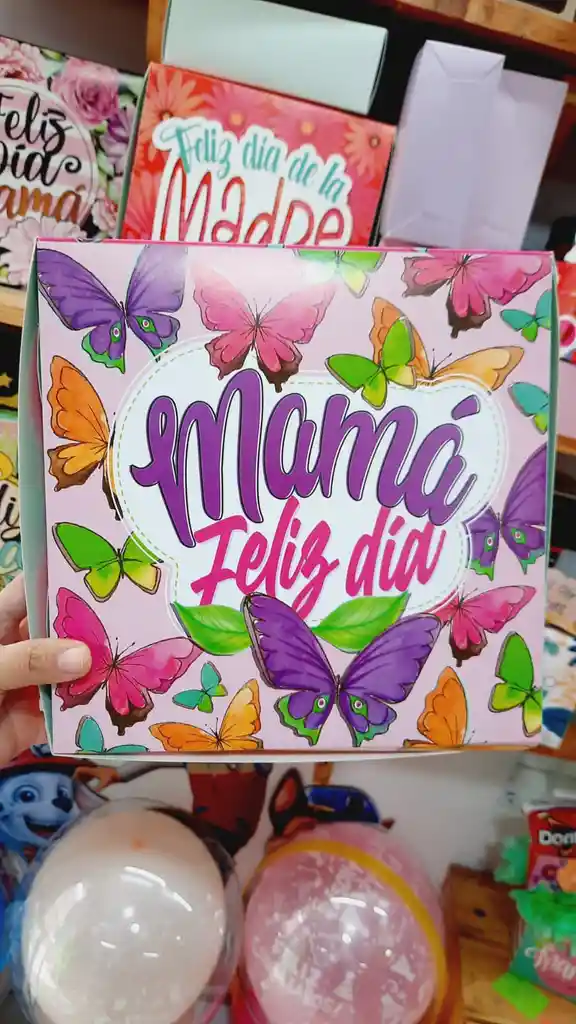 Feliz
Día
Mamá
Feliz día de la
Madre
Mamá
Feliz día